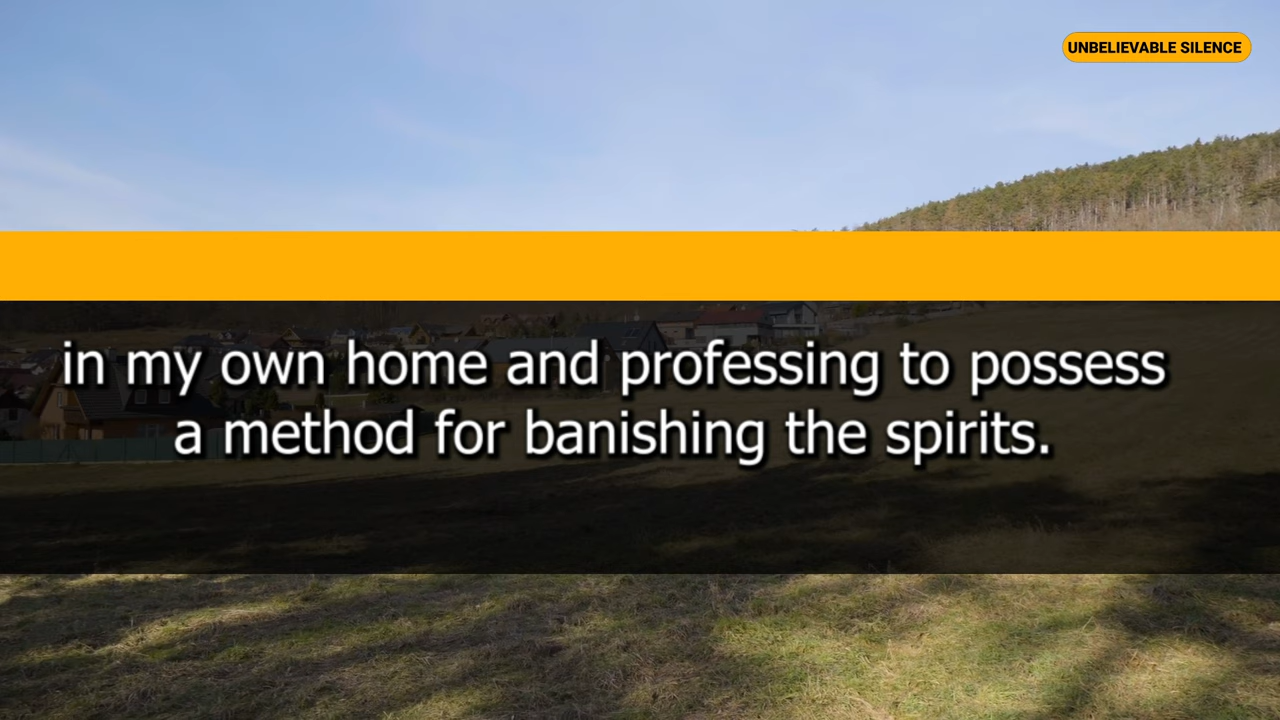 UNBELIEVABLE SILENCE
in my own home and professing to possess
a method for banishing the spirits.